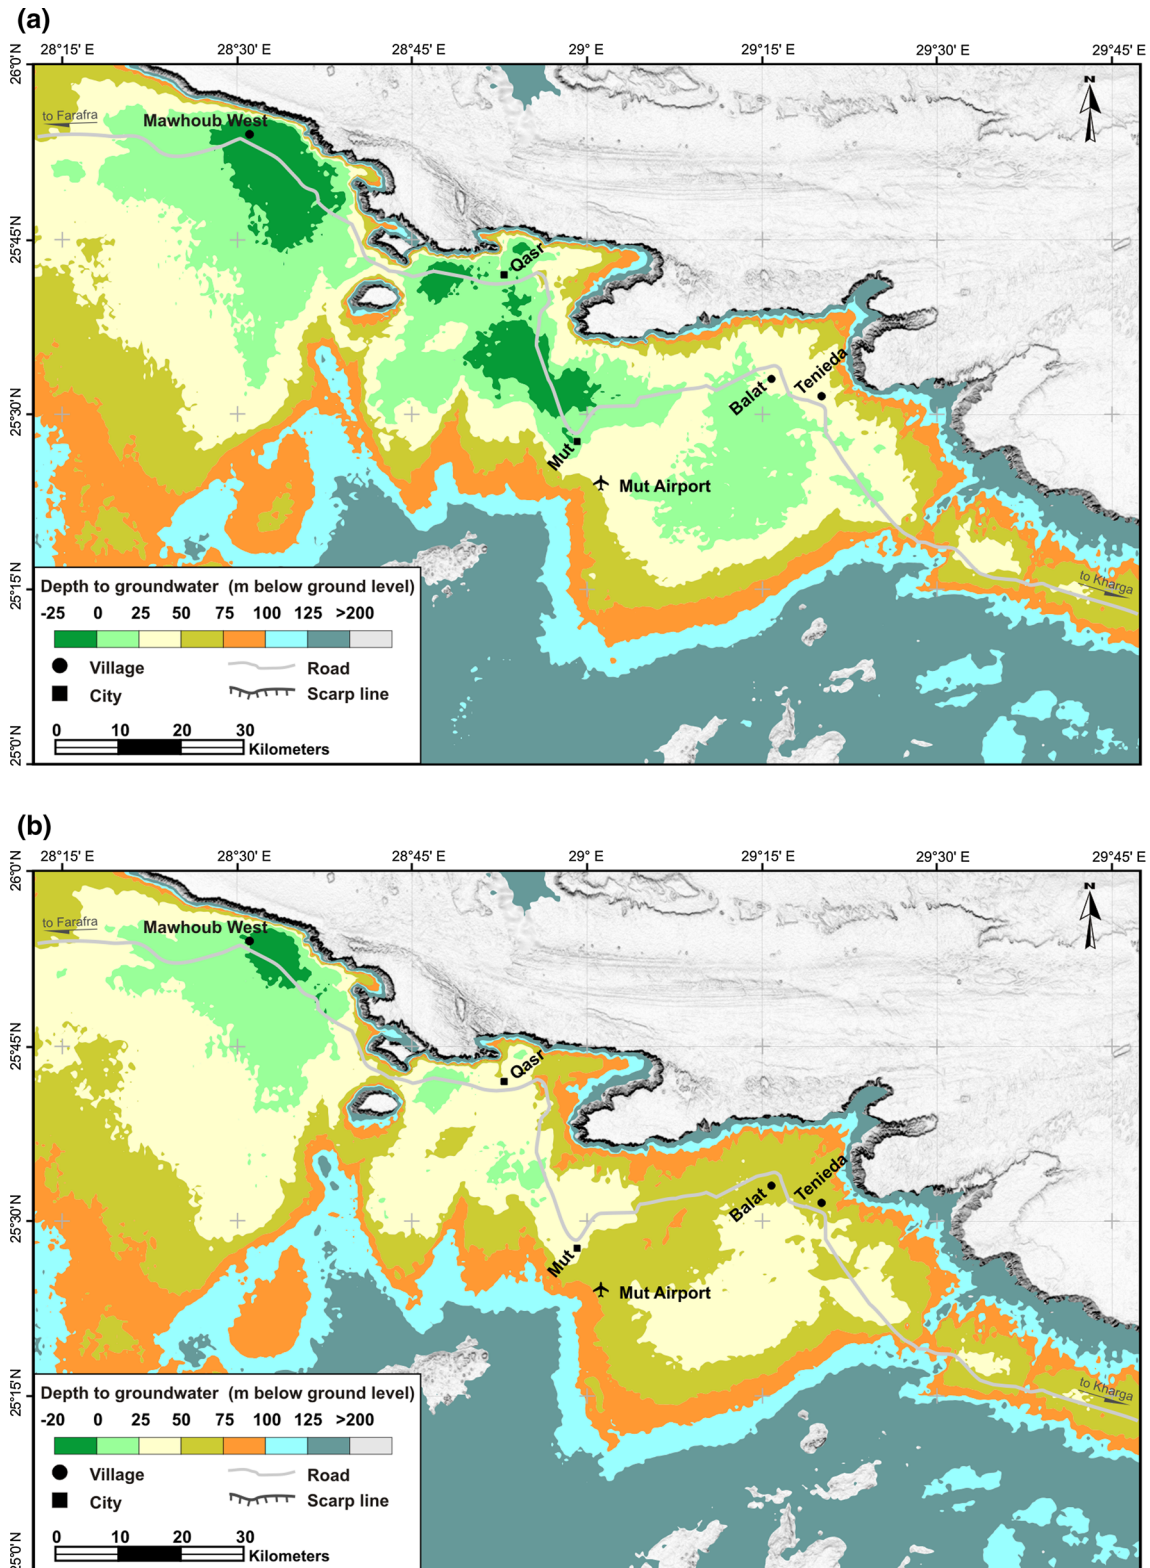 (a)
28°15' E 28°30' E 28°45' E 29° E 29°15' E 29°30' E 29°45' E
26°0'N
to Farafra
Mawhoub West
N
25°45'N
Qasr
Tenieda
Balat
25°30'N
Mut
Mut Airport
25°15'N
to Kharga
Depth to groundwater (m below ground level)
-25 0 25 50 75 100 125 >200
Village Road
City Scarp line
0 10 20 30
Kilometers
25°0'N
(b)
28°15' E 28°30' E 28°45' E 29° E 29°15' E 29°30' E 29°45' E
26°0'N
to Farafra
Mawhoub West
N
25°45'N
Qasr
Tenieda
Balat
25°30'N
Mut
Mut Airport
25°15'N
to Kharga
Depth to groundwater (m below ground level)
-20 0 25 50 75 100 125 >200
Village Road
City Scarp line
0 10 20 30
Kilometers
25°0'N